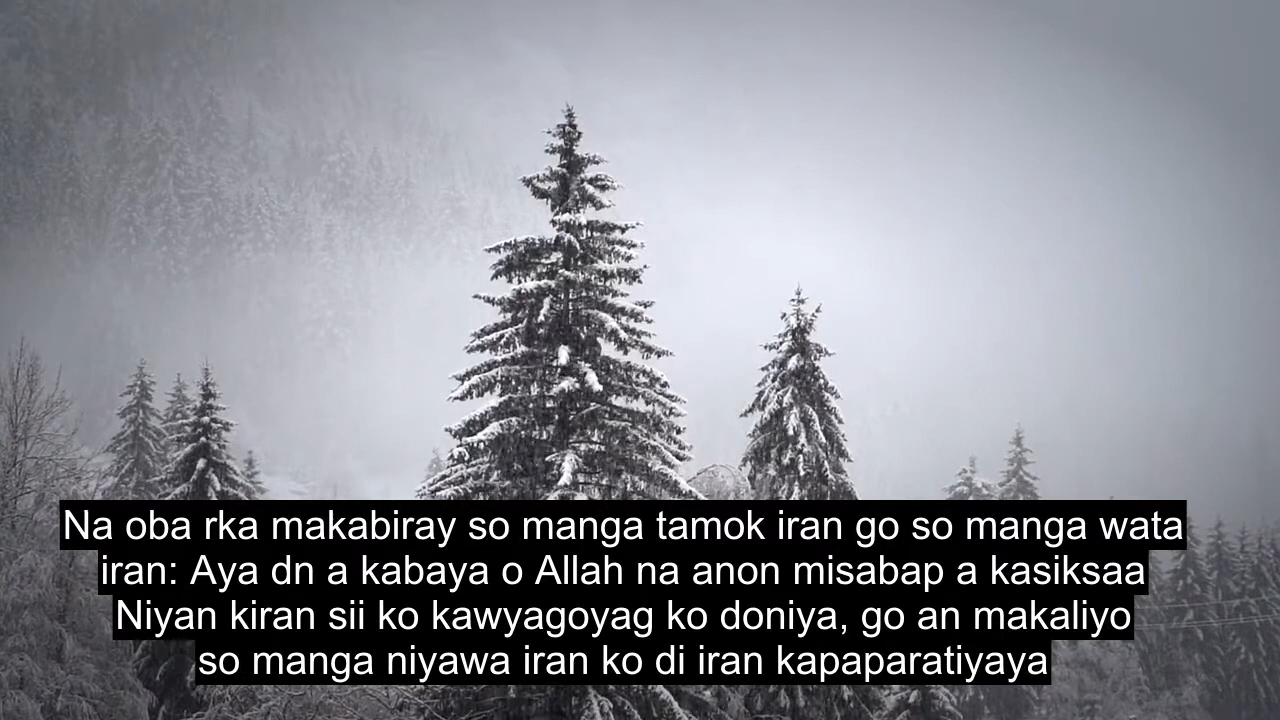 Na oba rka makabiray so manga tamok iran go so manga wata
iran: Aya dn a kabaya o Allah na anon misabap a kasiksaa
Niyan kiran sii ko kawyagoyag ko doniya, go an makaliyo
so manga niyawa iran ko di iran kapaparatiyaya